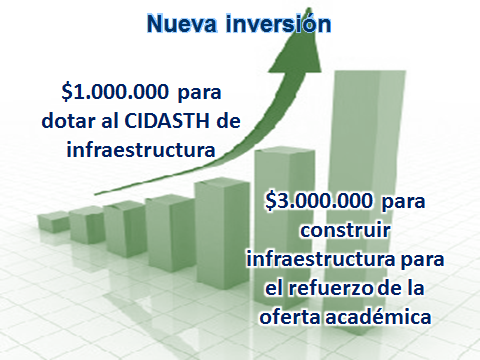 Nueva inversión
$1.000.000 para
dotar al CIDASTH de
infraestructura
$3.000.000 para
construir
infraestructura para
el refuerzo de la
oferta académica